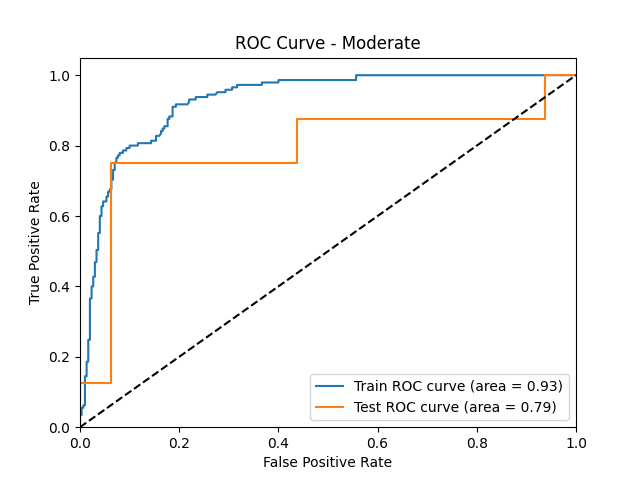 ROC Curve - Moderate
True Positive Rate
1.0
0.8
0.6
0.4
0.2
0.0
Train ROC curve (area = 0.93)
Test ROC curve (area = 0.79)
0.0 0.2 0.4 0.6 0.8 1.0
False Positive Rate